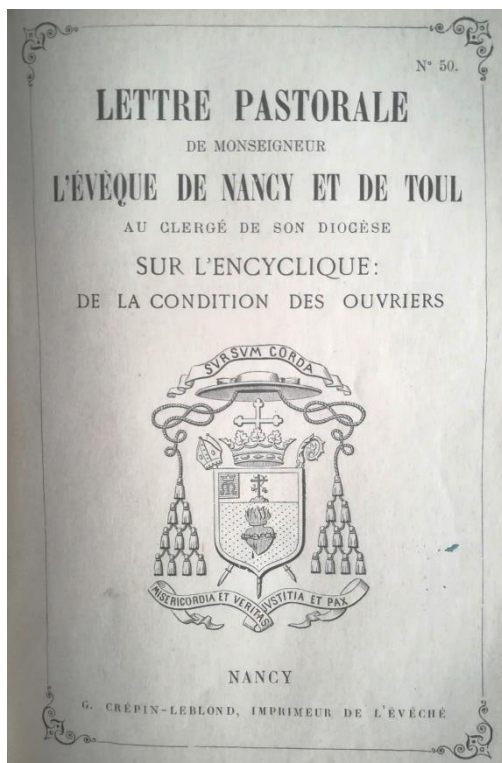 N° 50.
LETTRE PASTORALE
DE MONSEIGNEUR
L'ÉVÈQUE DE NANCY ET DE TOUL
AU CLERGÉ DE SON DIOCÈSE
SUR L'ENCYCLIQUE:
DE LA CONDITION DES OUVRIERS
SVRSVM CORDA
MISERICORDIA ET VERITAS
IVSTITIA ET PAX
NANCY
G. CRÉPIN-LEBLOND, IMPRIMEUR DE L'ÉVÊCHÉ